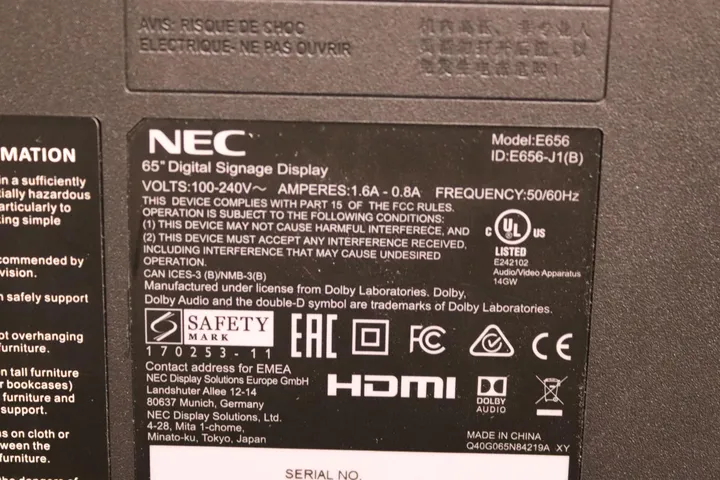 AVIS: RISQUE DE CHOC
ELECTRIQUE- NE PAS OUVRIR
MATION
in a sufficiently
tially hazardous
articularly to
king simple
commended by
vision.
n safely support
ot overhanging
furniture.
n tall furniture
r bookcases)
furniture and
support.
ns on cloth or
ween the
furniture.
NEC
65" Digital Signage Display
Model:E656
ID:E656-J1(B)
VOLTS:100-240V～ AMPERES:1.6A - 0.8A FREQUENCY:50/60Hz
THIS DEVICE COMPLIES WITH PART 15 OF THE FCC RULES.
OPERATION IS SUBJECT TO THE FOLLOWING CONDITIONS:
(1) THIS DEVICE MAY NOT CAUSE HARMFUL INTERFERECE, AND
(2) THIS DEVICE MUST ACCEPT ANY INTERFERENCE RECEIVED,
INCLUDING INTERFERENCE THAT MAY CAUSE UNDESIRED
OPERATION.
CAN ICES-3 (B)/NMB-3(B)
C UL US
LISTED
E242102
Audio/Video Apparatus
14GW
Manufactured under license from Dolby Laboratories. Dolby,
Dolby Audio and the double-D symbol are trademarks of Dolby Laboratories.
S SAFETY
MARK
170253-11
EAC
FC
CE
Contact address for EMEA
NEC Display Solutions Europe GmbH
Landshuter Allee 12-14
80637 Munich, Germany
NEC Display Solutions, Ltd.
4-28, Mita 1-chome,
Minato-ku, Tokyo, Japan
HDMI
DOLBY
AUDIO
MADE IN CHINA
Q40G065N84219A XY
SERIAL NO.